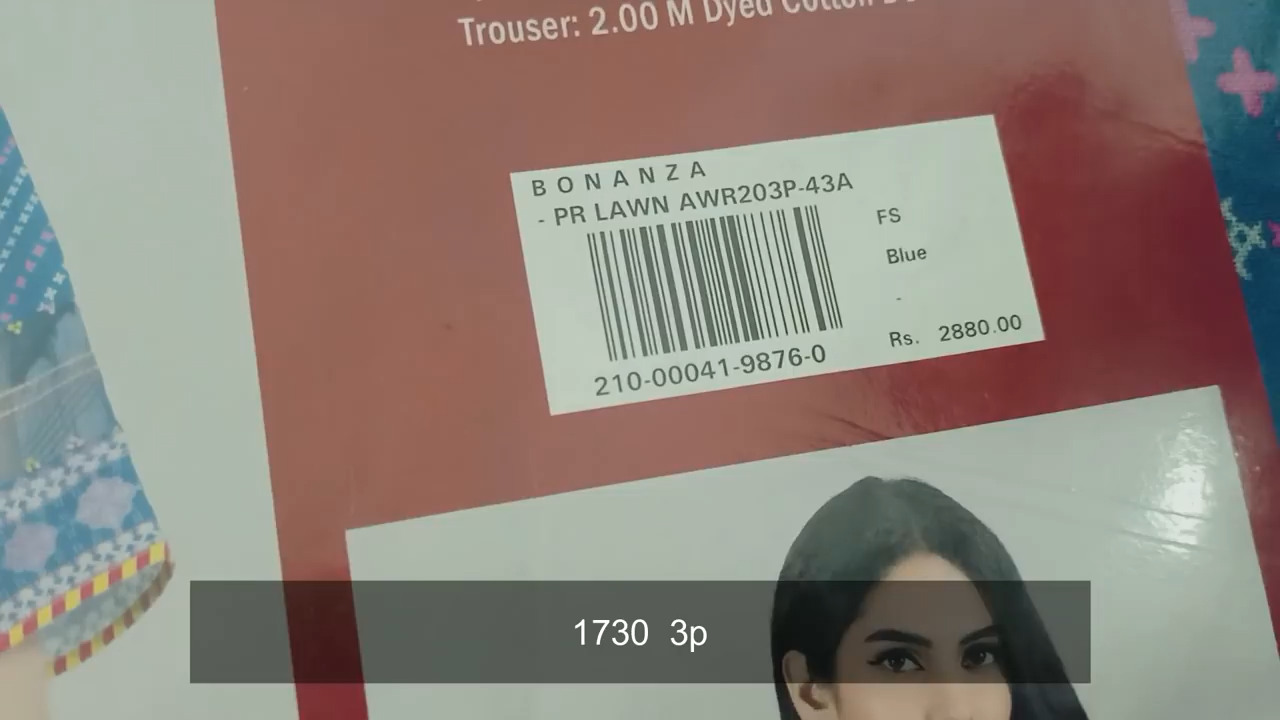 Trouser: 2.00 M Dyed Cotton
BONANZA
- PR LAWN AWR203P-43A
FS
Blue
-
Rs. 2880.00
210-00041-9876-0
1730 3p